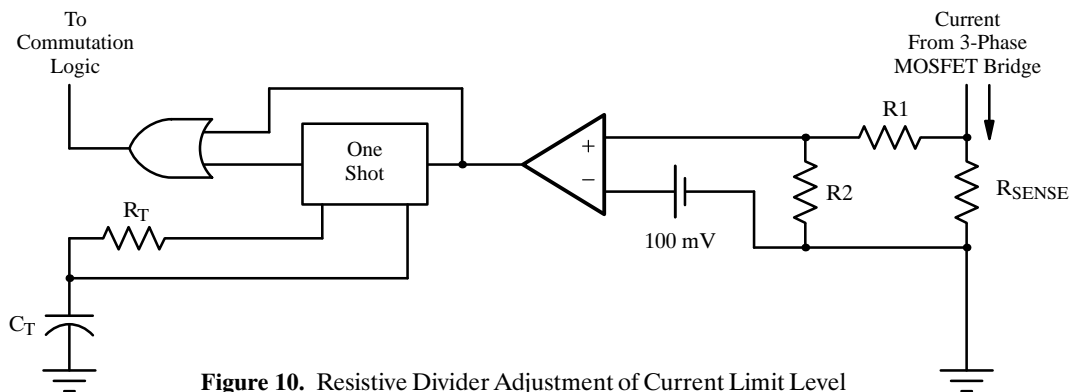 To
Commutation
Logic
Current
From 3-Phase
MOSFET Bridge
R1
One
Shot
+
−
R2
RSENSE
RT
100 mV
CT
Figure 10. Resistive Divider Adjustment of Current Limit Level